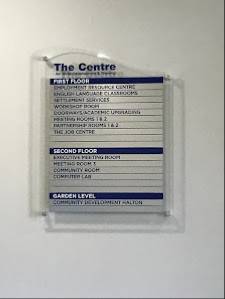 The Centre
FIRST FLOOR
EMPLOYMENT RESOURCE CENTRE
ENGLISH LANGUAGE CLASSROOMS
SETTLEMENT SERVICES
WORKSHOP ROOM
DOORWAYS/ACADEMIC UPGRADING
MEETING ROOMS 1 & 2
PARTNERSHIP ROOMS 1 & 2
THE JOB CENTRE
SECOND FLOOR
EXECUTIVE MEETING ROOM
MEETING ROOM 3
COMMUNITY ROOM
COMPUTER LAB
GARDEN LEVEL
COMMUNITY DEVELOPMENT HALTON